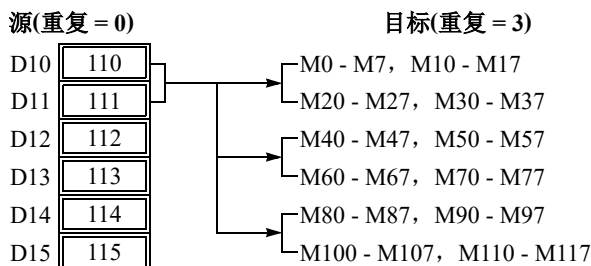 源(重复 = 0) 目标(重复 = 3)
D10 110 M0 - M7，M10 - M17
D11 111 M20 - M27，M30 - M37
D12 112 M40 - M47，M50 - M57
D13 113 M60 - M67，M70 - M77
D14 114 M80 - M87，M90 - M97
D15 115 M100 - M107，M110 - M117